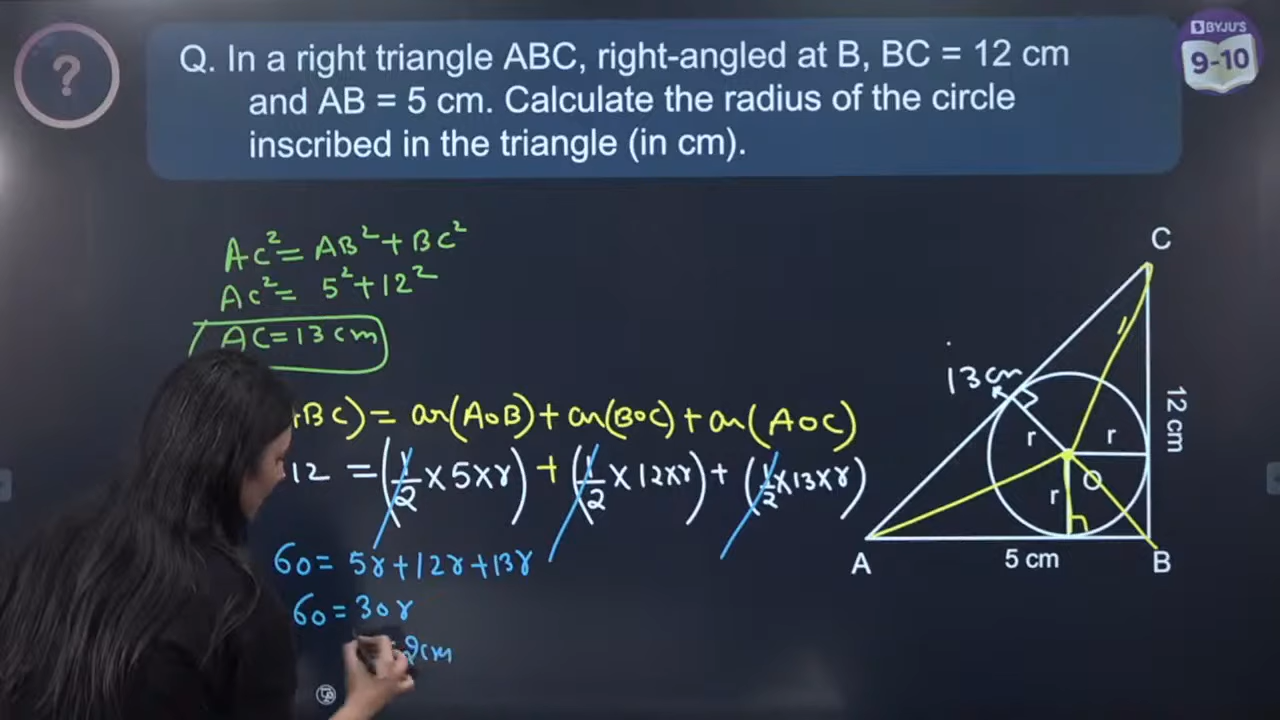 BYJU'S
9-10
?
Q. In a right triangle ABC, right-angled at B, BC = 12 cm
and AB = 5 cm. Calculate the radius of the circle
inscribed in the triangle (in cm).
AC² = AB² + BC²
AC² = 5² + 12²
AC = 13 cm
BC) = ar(AOB) + ar(BOC) + ar(AOC)
12 = (1/2 × 5 × r) + (1/2 × 12 × r) + (1/2 × 13 × r)
60 = 5r + 12r + 13r
60 = 30r
2cm
C
13 cm
12 cm
r
r
r
O
A
5 cm
B